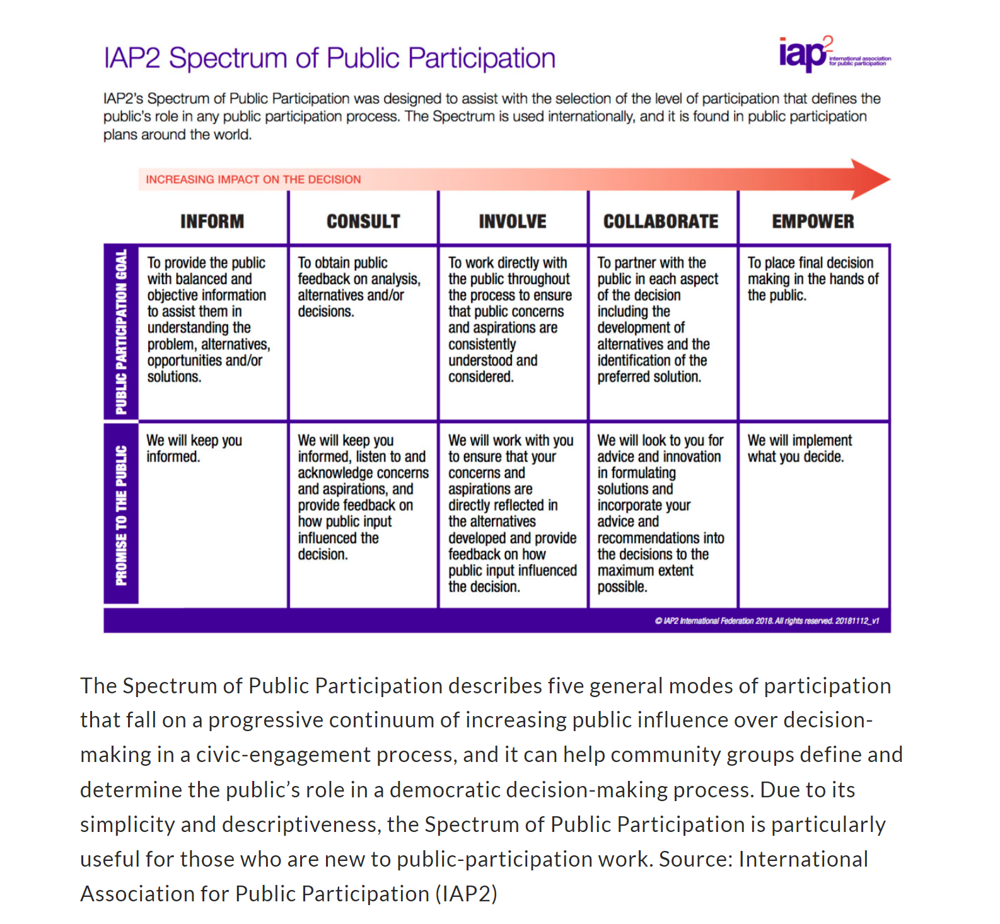 IAP2 Spectrum of Public Participation
iap2
international association
for public participation
IAP2's Spectrum of Public Participation was designed to assist with the selection of the level of participation that defines the
public's role in any public participation process. The Spectrum is used internationally, and it is found in public participation
plans around the world.
INCREASING IMPACT ON THE DECISION
INFORM
CONSULT
INVOLVE
COLLABORATE
EMPOWER
PUBLIC PARTICIPATION GOAL
To provide the public
with balanced and
objective information
to assist them in
understanding the
problem, alternatives,
opportunities and/or
solutions.
To obtain public
feedback on analysis,
alternatives and/or
decisions.
To work directly with
the public throughout
the process to ensure
that public concerns
and aspirations are
consistently
understood and
considered.
To partner with the
public in each aspect
of the decision
including the
development of
alternatives and the
identification of the
preferred solution.
To place final decision
making in the hands of
the public.
PROMISE TO THE PUBLIC
We will keep you
informed.
We will keep you
informed, listen to and
acknowledge concerns
and aspirations, and
provide feedback on
how public input
influenced the
decision.
We will work with you
to ensure that your
concerns and
aspirations are
directly reflected in
the alternatives
developed and provide
feedback on how
public input influenced
the decision.
We will look to you for
advice and innovation
in formulating
solutions and
incorporate your
advice and
recommendations into
the decisions to the
maximum extent
possible.
We will implement
what you decide.
© IAP2 International Federation 2018. All rights reserved. 20181112_v1
The Spectrum of Public Participation describes five general modes of participation
that fall on a progressive continuum of increasing public influence over decision-
making in a civic-engagement process, and it can help community groups define and
determine the public's role in a democratic decision-making process. Due to its
simplicity and descriptiveness, the Spectrum of Public Participation is particularly
useful for those who are new to public-participation work. Source: International
Association for Public Participation (IAP2)